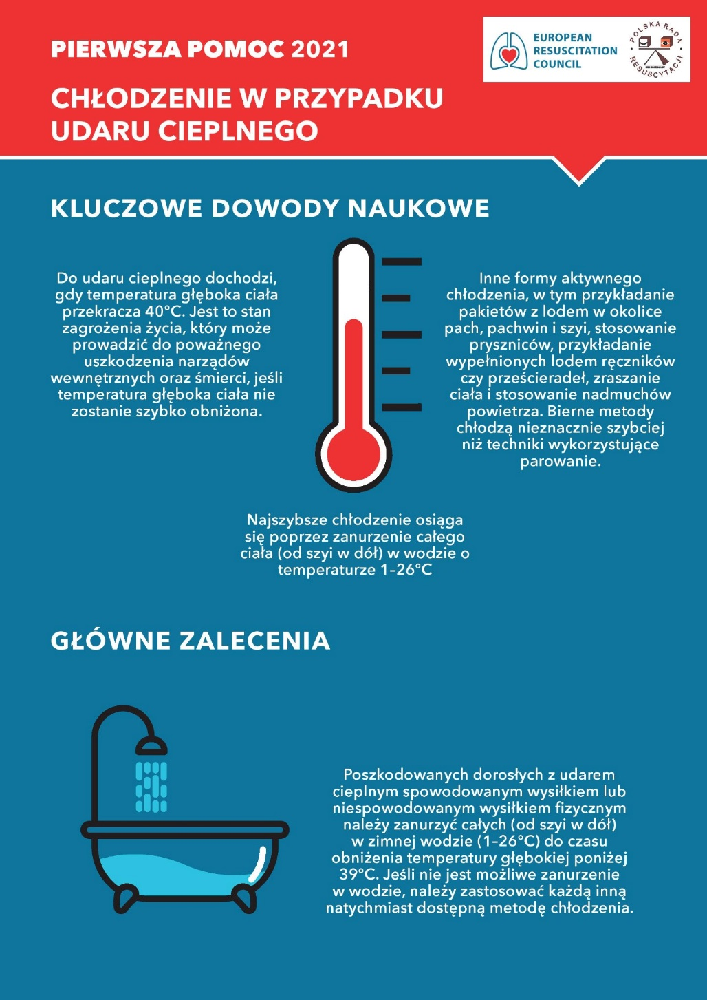 PIERWSZA POMOC 2021
EUROPEAN
RESUSCITATION
COUNCIL
POLSKA RADA
RESUSCYTACJI
CHŁODZENIE W PRZYPADKU
UDARU CIEPLNEGO
KLUCZOWE DOWODY NAUKOWE
Do udaru cieplnego dochodzi,
gdy temperatura głęboka ciała
przekracza 40°C. Jest to stan
zagrożenia życia, który może
prowadzić do poważnego
uszkodzenia narządów
wewnętrznych oraz śmierci, jeśli
temperatura głęboka ciała nie
zostanie szybko obniżona.
Inne formy aktywnego
chłodzenia, w tym przykładanie
pakietów z lodem w okolice
pach, pachwin i szyi, stosowanie
pryszniców, przykładanie
wypełnionych lodem ręczników
czy prześcieradeł, zraszanie
ciała i stosowanie nadmuchów
powietrza. Bierne metody
chłodzą nieznacznie szybciej
niż techniki wykorzystujące
parowanie.
Najszybsze chłodzenie osiąga
się poprzez zanurzenie całego
ciała (od szyi w dół) w wodzie o
temperaturze 1–26°C
GŁÓWNE ZALECENIA
Poszkodowanych dorosłych z udarem
cieplnym spowodowanym wysiłkiem lub
niespowodowanym wysiłkiem fizycznym
należy zanurzyć całych (od szyi w dół)
w zimnej wodzie (1–26°C) do czasu
obniżenia temperatury głębokiej poniżej
39°C. Jeśli nie jest możliwe zanurzenie
w wodzie, należy zastosować każdą inną
natychmiast dostępną metodę chłodzenia.